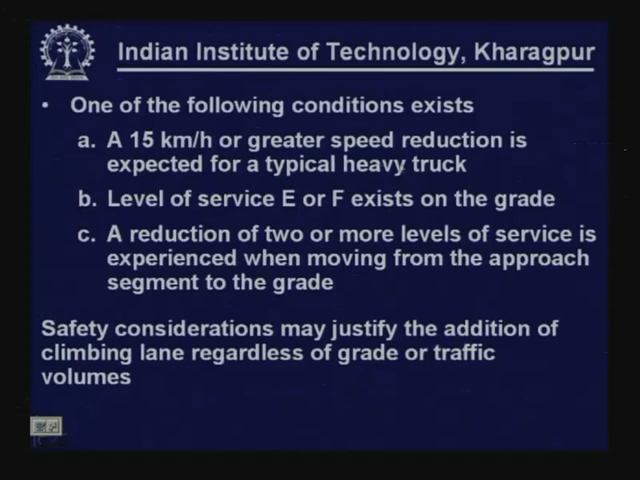 Indian Institute of Technology, Kharagpur
• One of the following conditions exists
a. A 15 km/h or greater speed reduction is
expected for a typical heavy truck
b. Level of service E or F exists on the grade
c. A reduction of two or more levels of service is
experienced when moving from the approach
segment to the grade
Safety considerations may justify the addition of
climbing lane regardless of grade or traffic
volumes